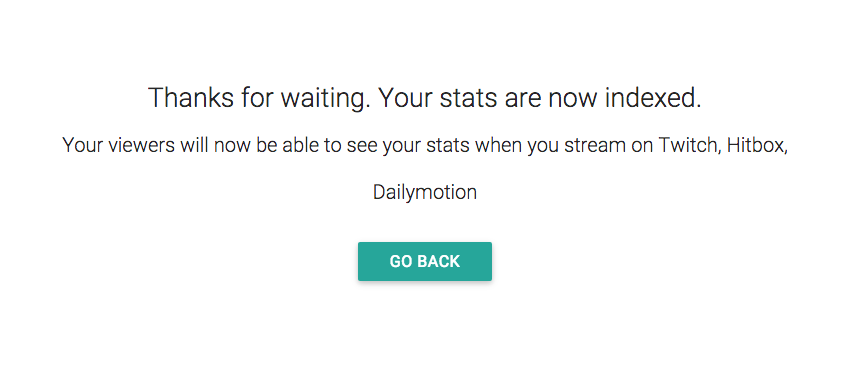 Thanks for waiting. Your stats are now indexed.
Your viewers will now be able to see your stats when you stream on Twitch, Hitbox,
Dailymotion
GO BACK